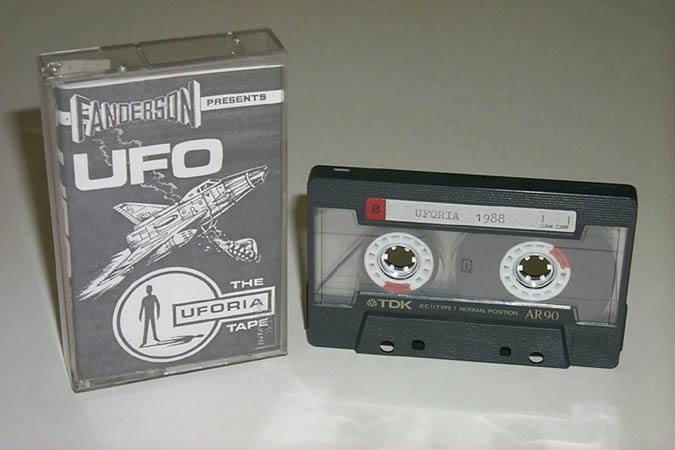 FANDERSON
PRESENTS
UFO
THE
UFORIA
TAPE
B
UFORIA 1988
TDK
IEC I/TYPE I NORMAL POSITION
AR90